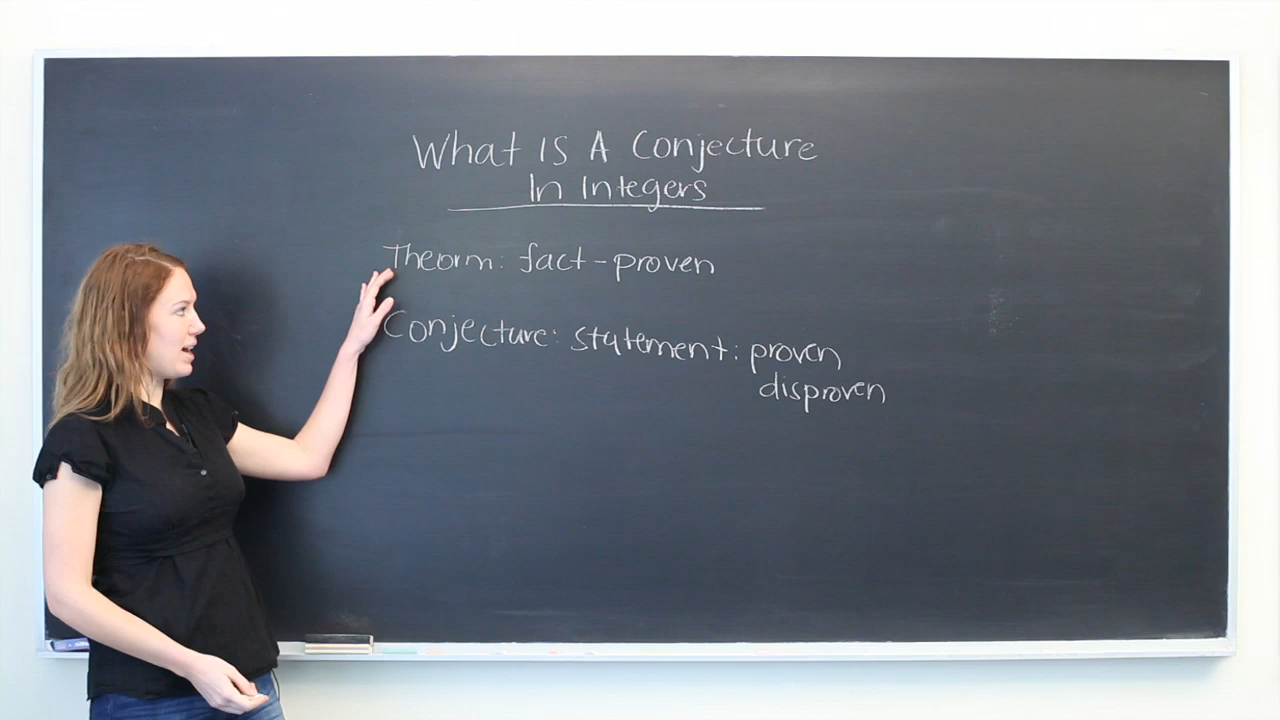 What Is A Conjecture
In Integers
Theorm: fact - proven
Conjecture: statement: proven
disproven